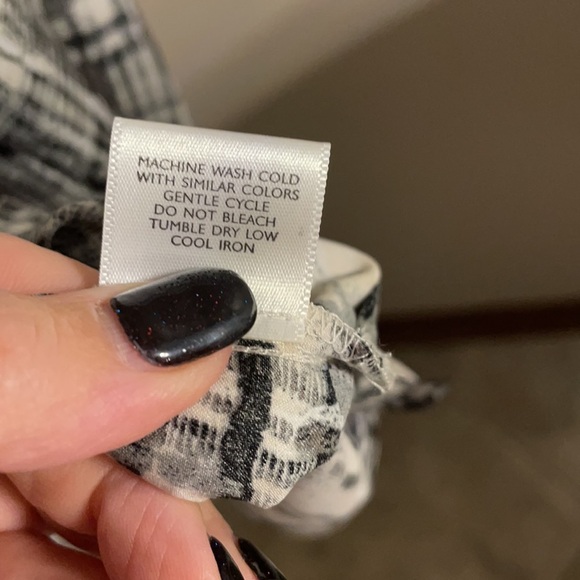 MACHINE WASH COLD
WITH SIMILAR COLORS
GENTLE CYCLE
DO NOT BLEACH
TUMBLE DRY LOW
COOL IRON